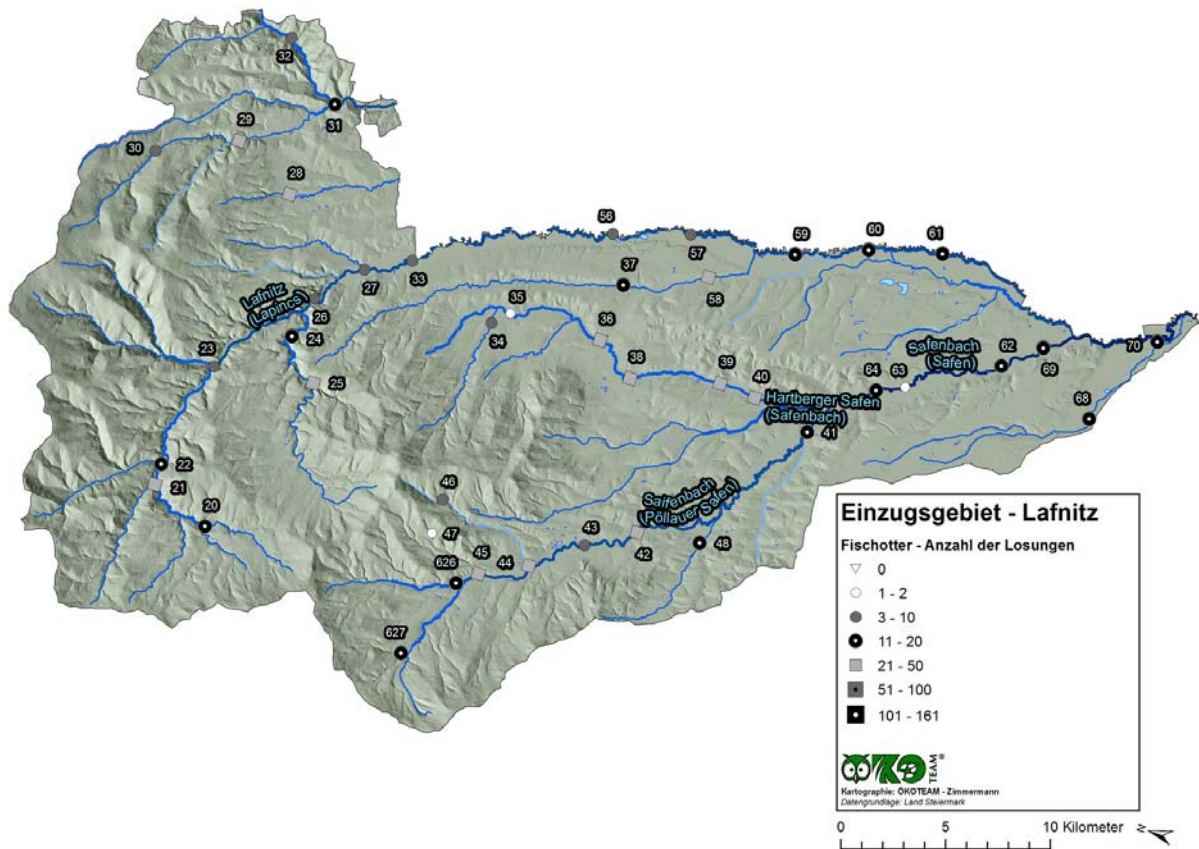 32
31
29
30
28
56
57
59
60
61
33
27
37
58
Lafnitz
(Lapincs)
26
35
34
36
24
23
25
38
39
40
64
63
Safenbach
(Safen)
62
69
70
68
Hartberger Safen
(Safenbach)
41
22
21
20
46
47
Saifenbach
(Pöllauer Safen)
43
42
48
45
44
626
627
Einzugsgebiet - Lafnitz
Fischotter - Anzahl der Losungen
0
1 - 2
3 - 10
11 - 20
21 - 50
51 - 100
101 - 161
ÖKO TEAM®
Kartographie: ÖKOTEAM - Zimmermann
Datengrundlage: Land Steiermark
0 5 10 Kilometer
N